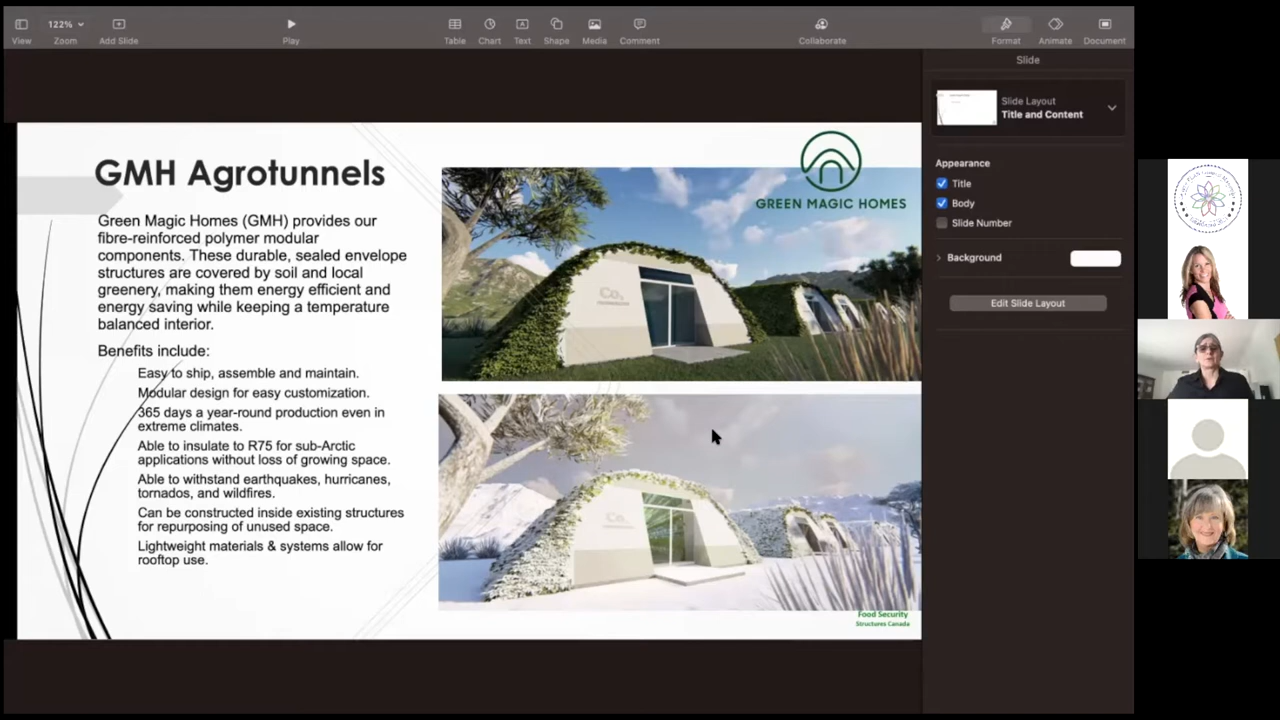 122%
View
Zoom
Add Slide
Play
Table
Chart
Text
Shape
Media
Comment
Collaborate
Format
Animate
Document
Slide
Slide Layout
Title and Content
Appearance
Title
Body
Slide Number
Background
Edit Slide Layout
GMH Agrotunnels
Green Magic Homes (GMH) provides our
fibre-reinforced polymer modular
components. These durable, sealed envelope
structures are covered by soil and local
greenery, making them energy efficient and
energy saving while keeping a temperature
balanced interior.
Benefits include:
Easy to ship, assemble and maintain.
Modular design for easy customization.
365 days a year-round production even in
extreme climates.
Able to insulate to R75 for sub-Arctic
applications without loss of growing space.
Able to withstand earthquakes, hurricanes,
tornados, and wildfires.
Can be constructed inside existing structures
for repurposing of unused space.
Lightweight materials & systems allow for
rooftop use.
GREEN MAGIC HOMES
Food Security
Structures Canada